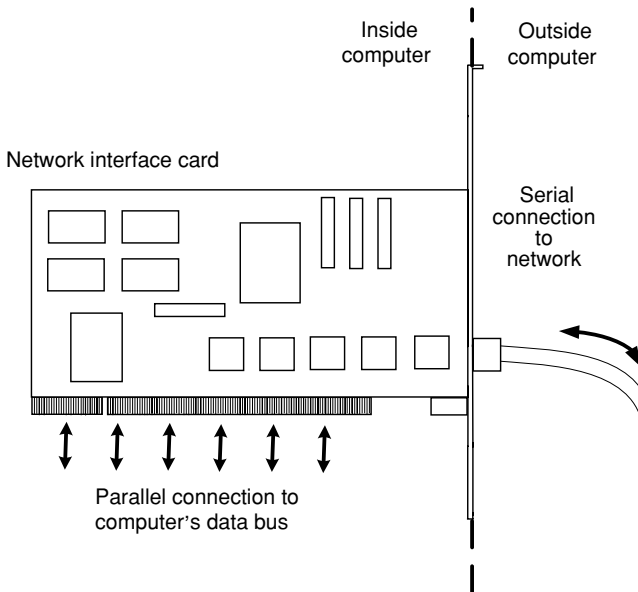 Inside
computer
Outside
computer
Network interface card
Serial
connection
to
network
Parallel connection to
computer's data bus